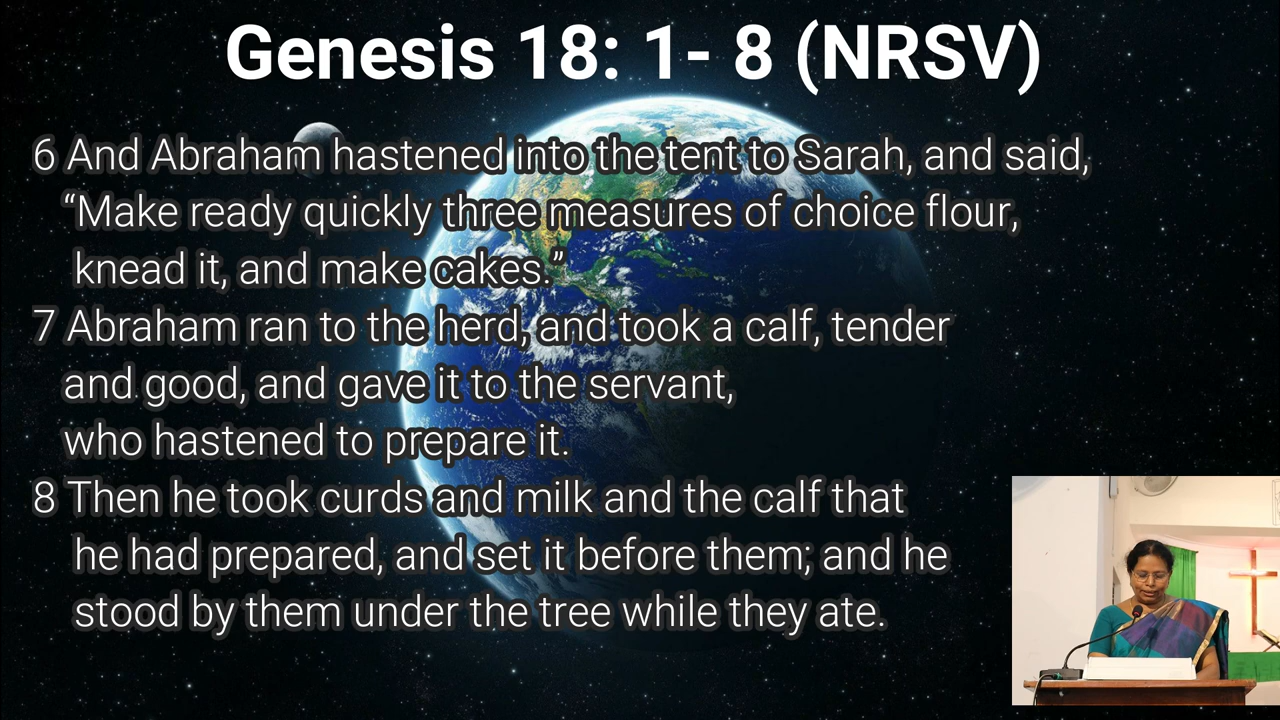 Genesis 18: 1- 8 (NRSV)
6 And Abraham hastened into the tent to Sarah, and said,
“Make ready quickly three measures of choice flour,
knead it, and make cakes.”
7 Abraham ran to the herd, and took a calf, tender
and good, and gave it to the servant,
who hastened to prepare it.
8 Then he took curds and milk and the calf that
he had prepared, and set it before them; and he
stood by them under the tree while they ate.